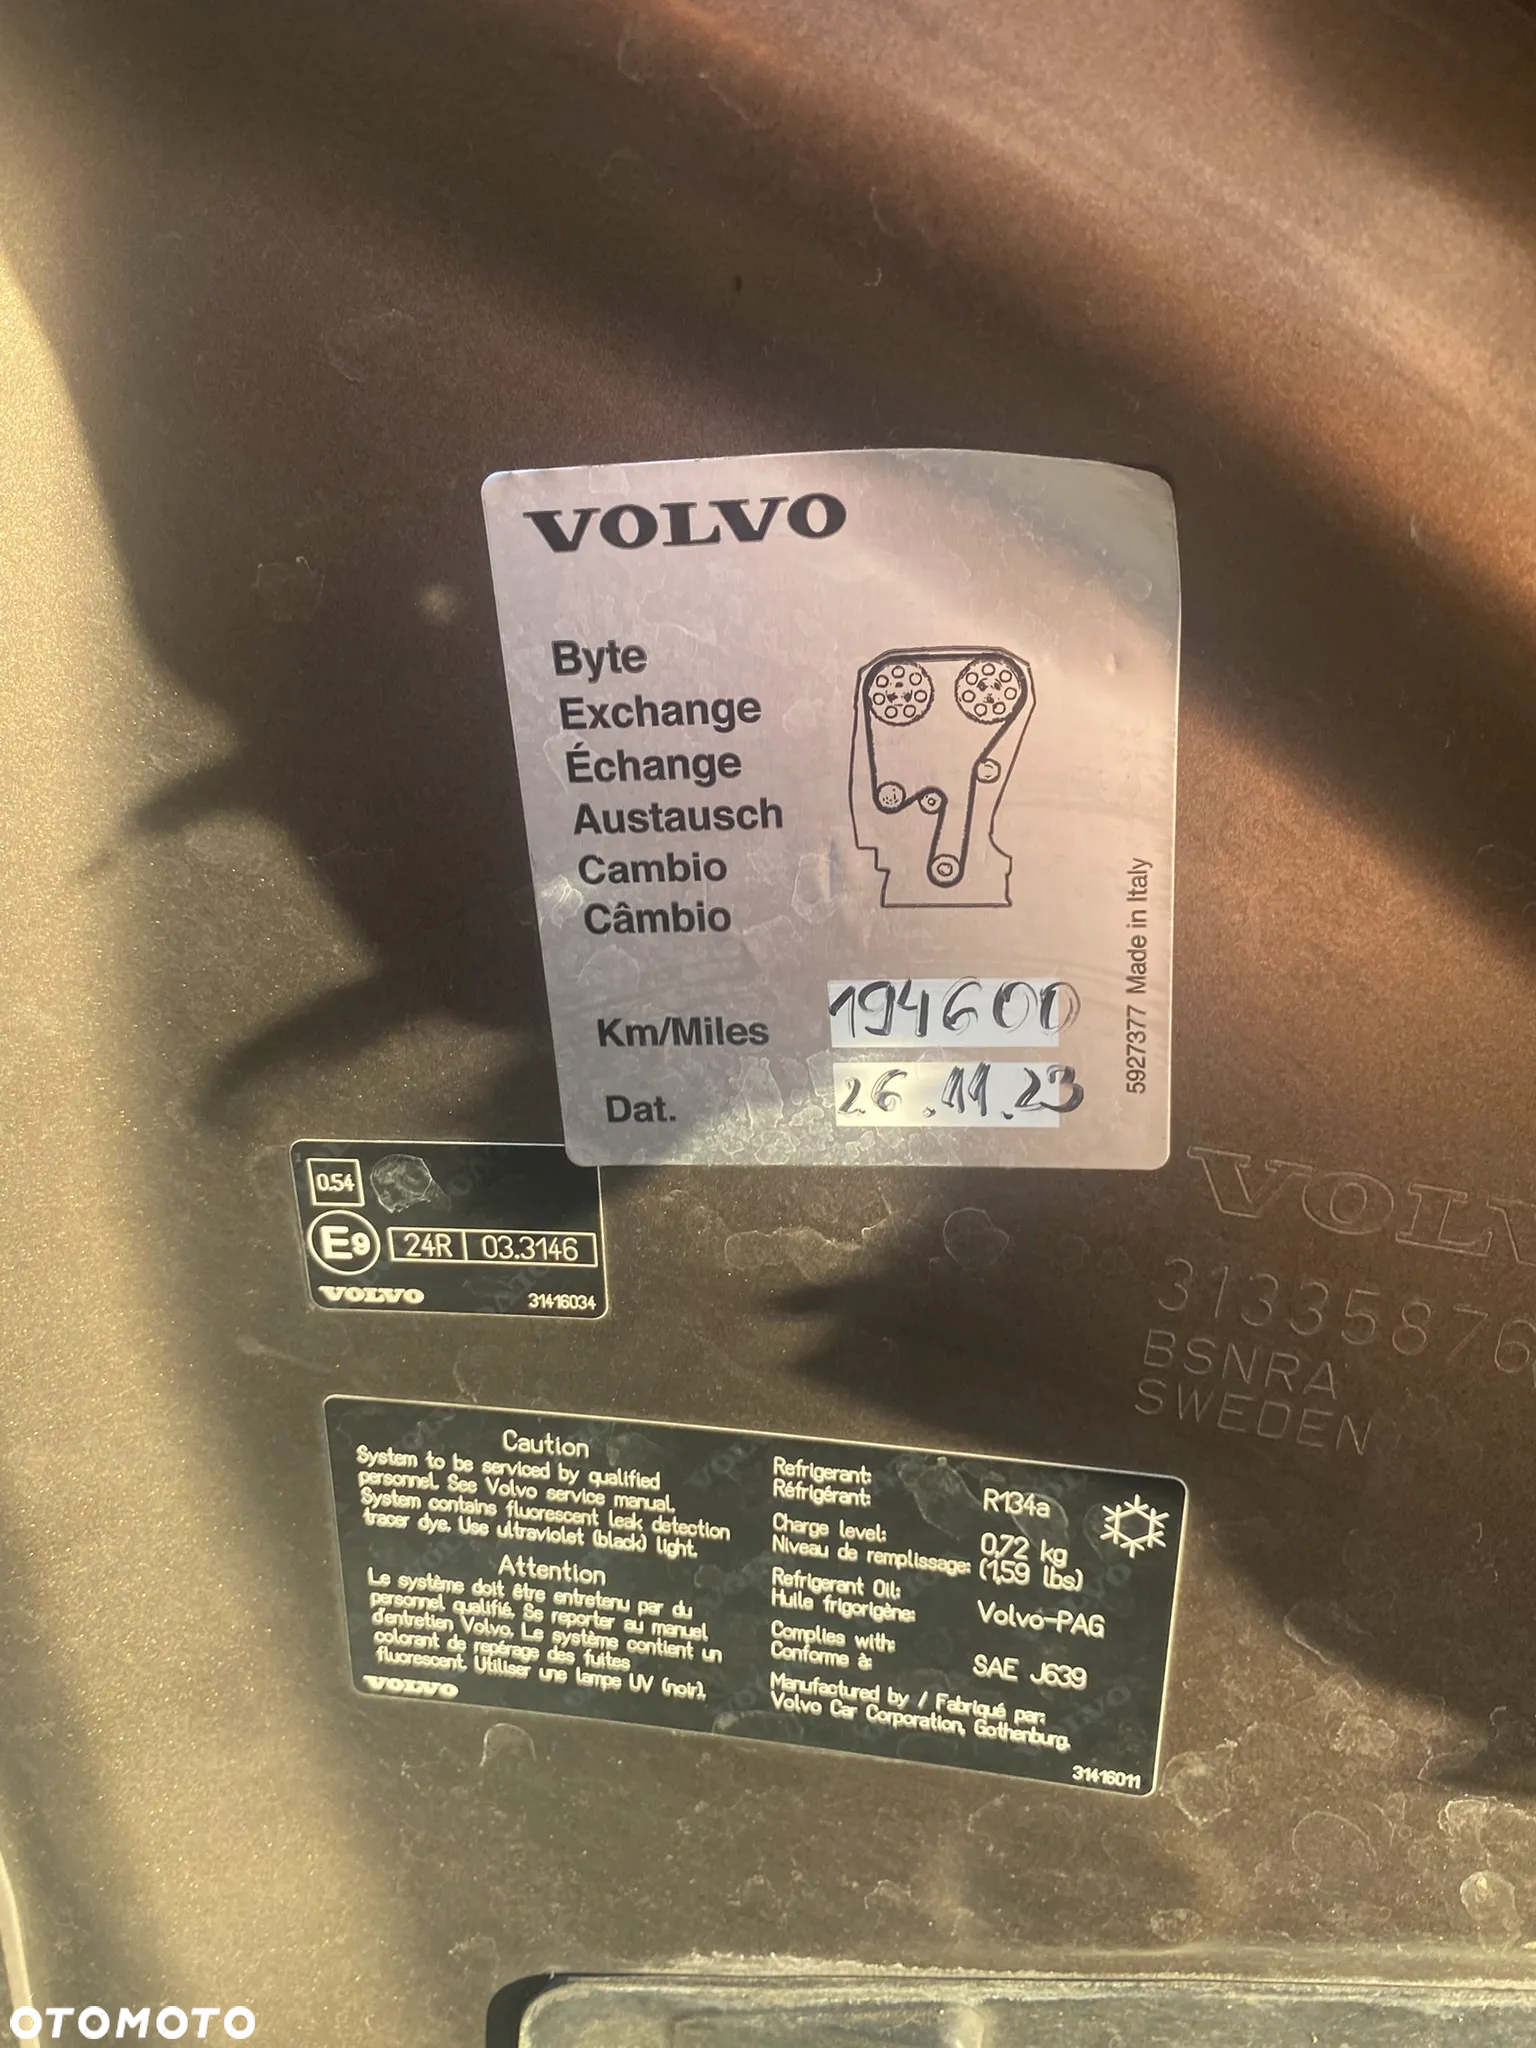 VOLVO
Byte
Exchange
Échange
Austausch
Cambio
Câmbio
Km/Miles 194600
Dat. 26.11.23
5927377 Made in Italy
0.54
E9 24R 03.3146
VOLVO 31416034
VOLV
31335876
BSNRA
SWEDEN
Caution
System to be serviced by qualified
personnel. See Volvo service manual.
System contains fluorescent leak detection
tracer dye. Use ultraviolet (black) light.
Attention
Le système doit être entretenu par du
personnel qualifié. Se reporter au manuel
d'entretien Volvo. Le système contient un
colorant de repérage des fuites
fluorescent. Utiliser une lampe UV (noir).
VOLVO
Refrigerant:
Réfrigérant: R134a
Charge level: 0,72 kg
Niveau de remplissage: (1,59 lbs)
Refrigerant Oil:
Huile frigorigène: Volvo-PAG
Complies with:
Conforme à: SAE J639
Manufactured by / Fabriqué par:
Volvo Car Corporation, Gothenburg.
31416011
OTOMOTO